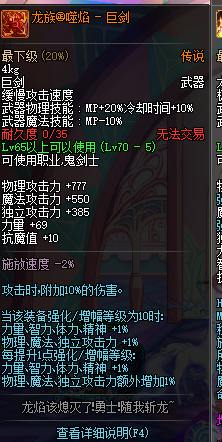 龙族®噬焰 - 巨剑
最下级 (20%) 传说
4kg
巨剑 武器
缓慢攻击速度
武器物理技能：MP+20%冷却时间+10%
武器魔法技能：MP-10%
耐久度 0/35 无法交易
Lv65以上可以使用 (Lv70 - 5)
可使用职业,鬼剑士
物理攻击力 +777
魔法攻击力 +550
独立攻击力 +385
力量 +69
抗魔值 +10
施放速度 -2%
攻击时,附加10%的伤害。
当该装备强化/增幅等级为10时:
力量、智力、体力、精神 +1%
物理、魔法、独立攻击力 +1%
每提升1点强化/增幅等级:
力量、智力、体力、精神 +1%
物理、魔法、独立攻击力额外增加1%
龙焰该熄灭了!勇士!随我斩龙~
查看详细说明(F4)